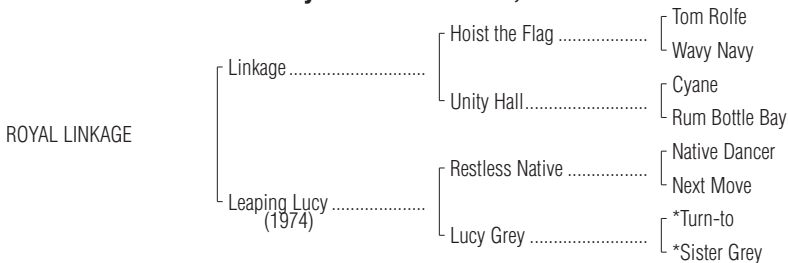 Tom Rolfe
Hoist the Flag ...................
Wavy Navy
Linkage.............................
Cyane
Unity Hall..........................
Rum Bottle Bay
ROYAL LINKAGE
Native Dancer
Restless Native .................
Next Move
Leaping Lucy ....................
(1974)
*Turn-to
Lucy Grey .........................
*Sister Grey